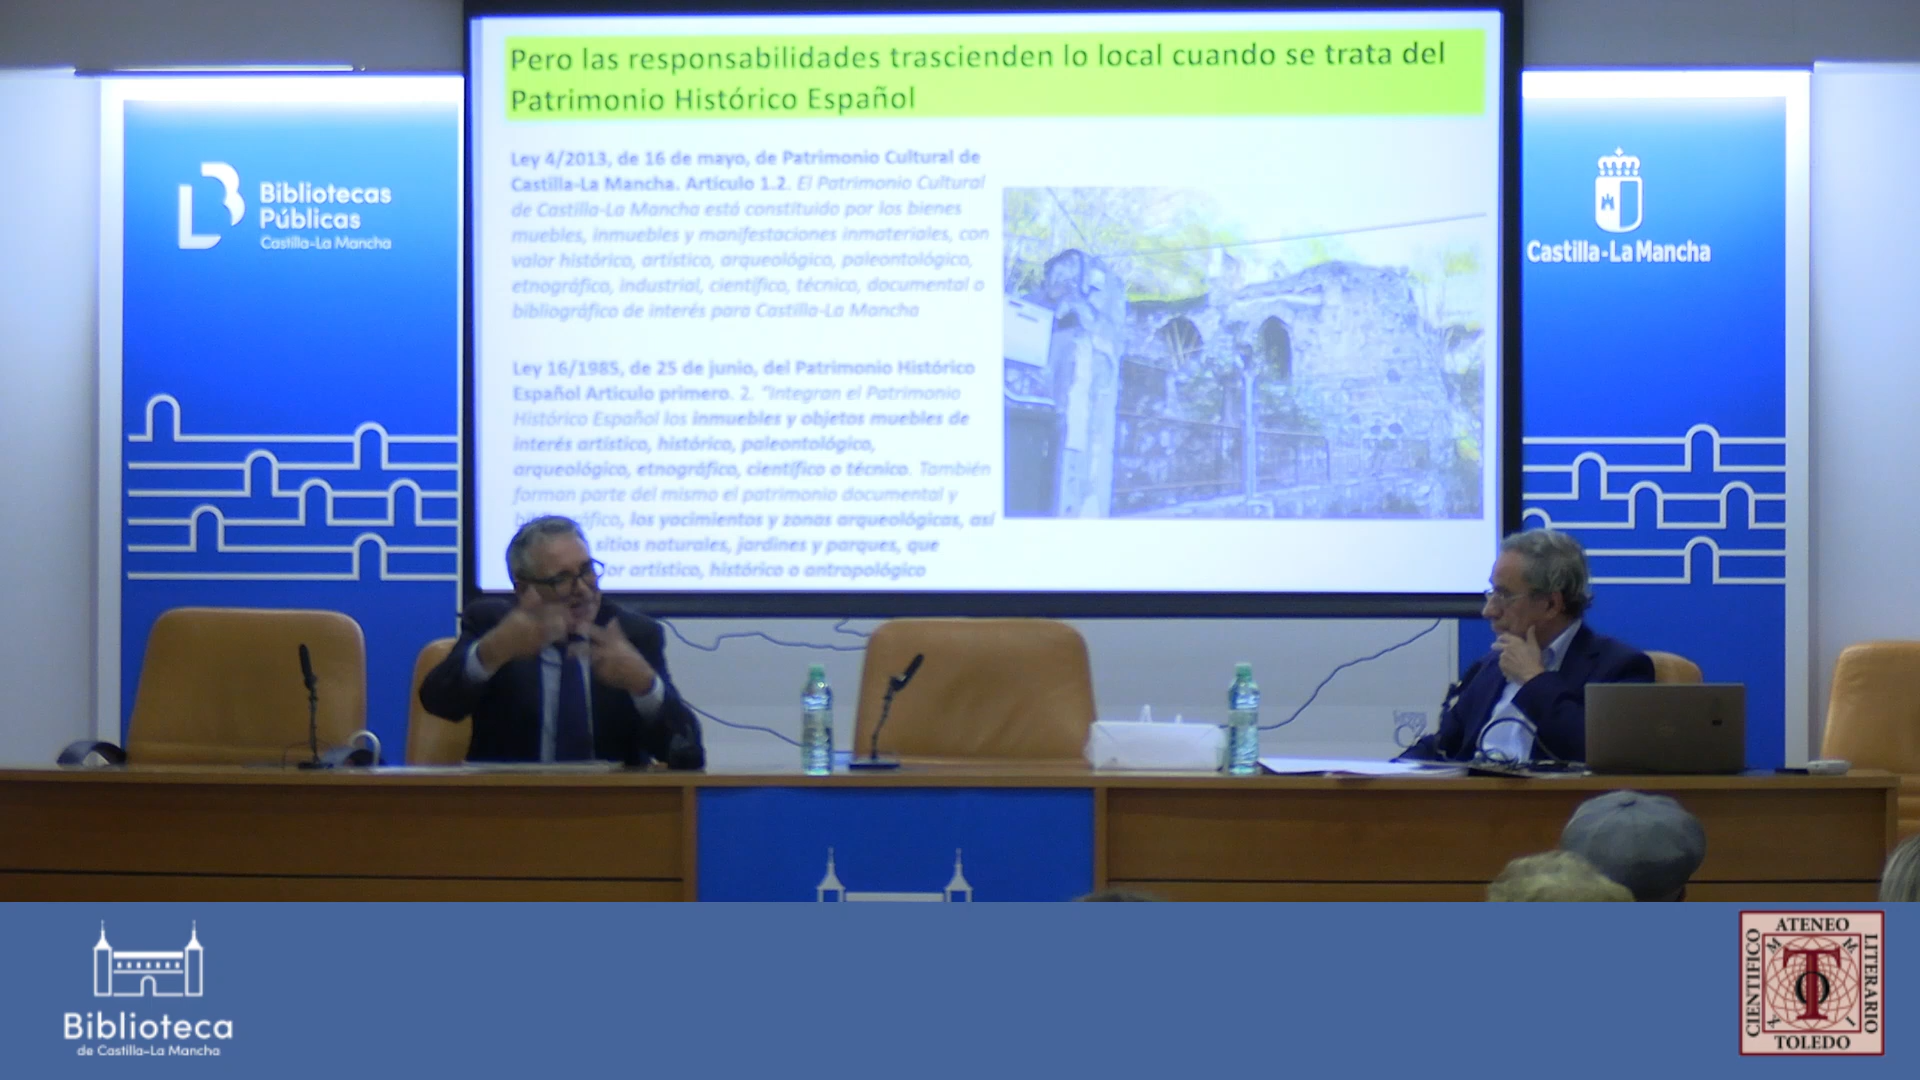 Pero las responsabilidades trascienden lo local cuando se trata del
Patrimonio Histórico Español
Ley 4/2013, de 16 de mayo, de Patrimonio Cultural de
Castilla-La Mancha. Artículo 1.2. El Patrimonio Cultural
de Castilla-La Mancha está constituido por los bienes
muebles, inmuebles y manifestaciones inmateriales, con
valor histórico, artístico, arqueológico, paleontológico,
etnográfico, industrial, científico, técnico, documental o
bibliográfico de interés para Castilla-La Mancha
Ley 16/1985, de 25 de junio, del Patrimonio Histórico
Español Artículo primero. 2. "Integran el Patrimonio
Histórico Español los inmuebles y objetos muebles de
interés artístico, histórico, paleontológico,
arqueológico, etnográfico, científico o técnico. También
forman parte del mismo el patrimonio documental y
los yacimientos y zonas arqueológicas, así
sitios naturales, jardines y parques, que
artístico, histórico o antropológico
Bibliotecas
Públicas
Castilla-La Mancha
Castilla-La Mancha
Biblioteca
de Castilla-La Mancha
ATENEO
CIENTÍFICO
LITERARIO
TOLEDO